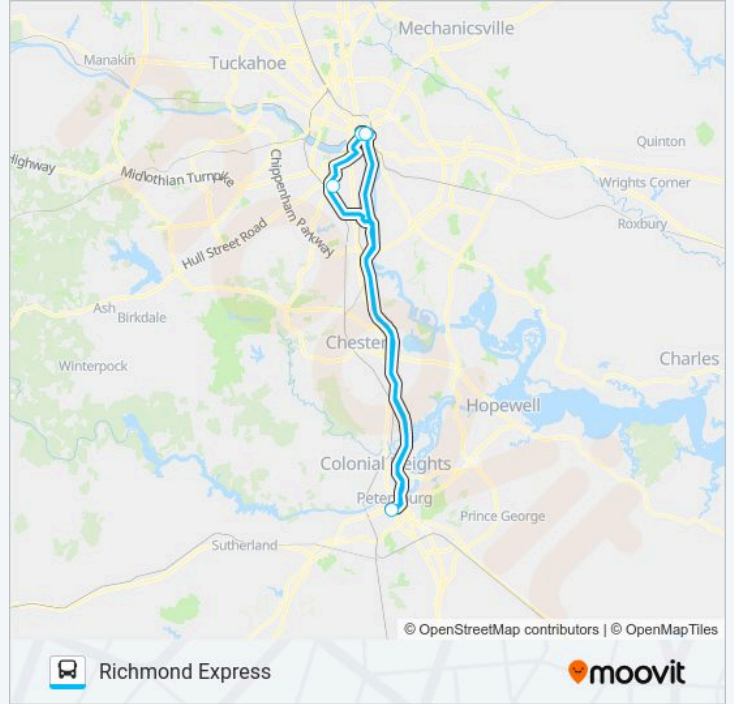 Mechanicsville
Manakin
Tuckahoe
Quinton
Highway
Midlothian Turnpike
Wrights Corner
Chippenham Parkway
Roxbury
Hull Street Road
Ash
Birkdale
Chester
Winterpock
Charles
Hopewell
Colonial Heights
Petersburg
Prince George
Sutherland
© OpenStreetMap contributors | © OpenMapTiles
Richmond Express
moovit